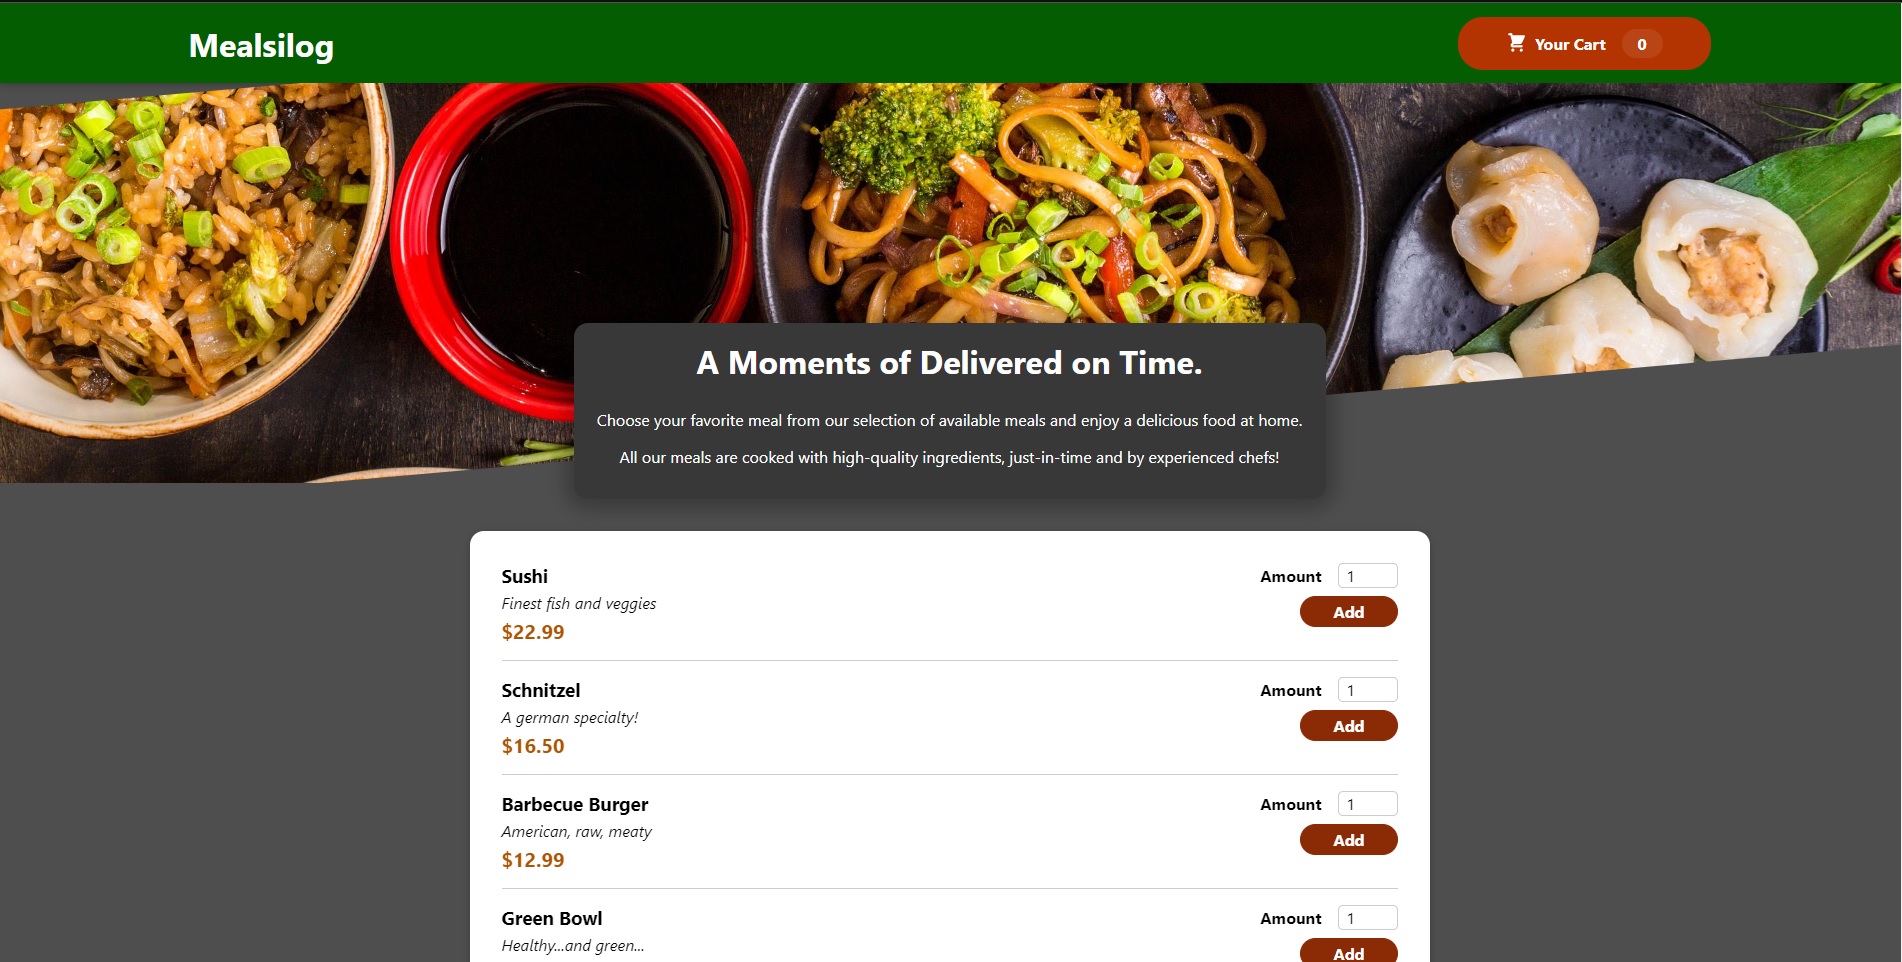 Mealsilog
Your Cart 0
A Moments of Delivered on Time.
Choose your favorite meal from our selection of available meals and enjoy a delicious food at home.
All our meals are cooked with high-quality ingredients, just-in-time and by experienced chefs!
Sushi
Amount 1
Finest fish and veggies
Add
$22.99
Schnitzel
Amount 1
A german specialty!
Add
$16.50
Barbecue Burger
Amount 1
American, raw, meaty
Add
$12.99
Green Bowl
Amount 1
Healthy...and green...
Add